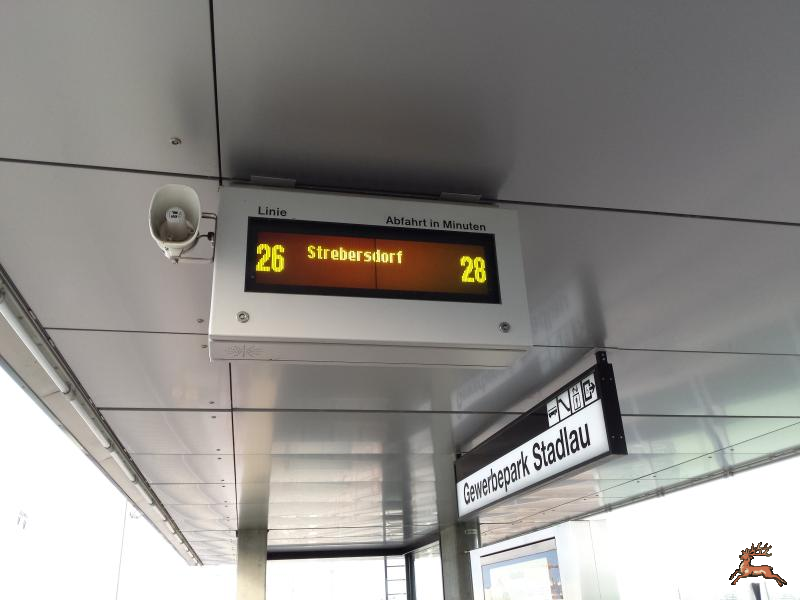 Linie
Abfahrt in Minuten
26 Strebersdorf 28
Gewerbepark Stadlau